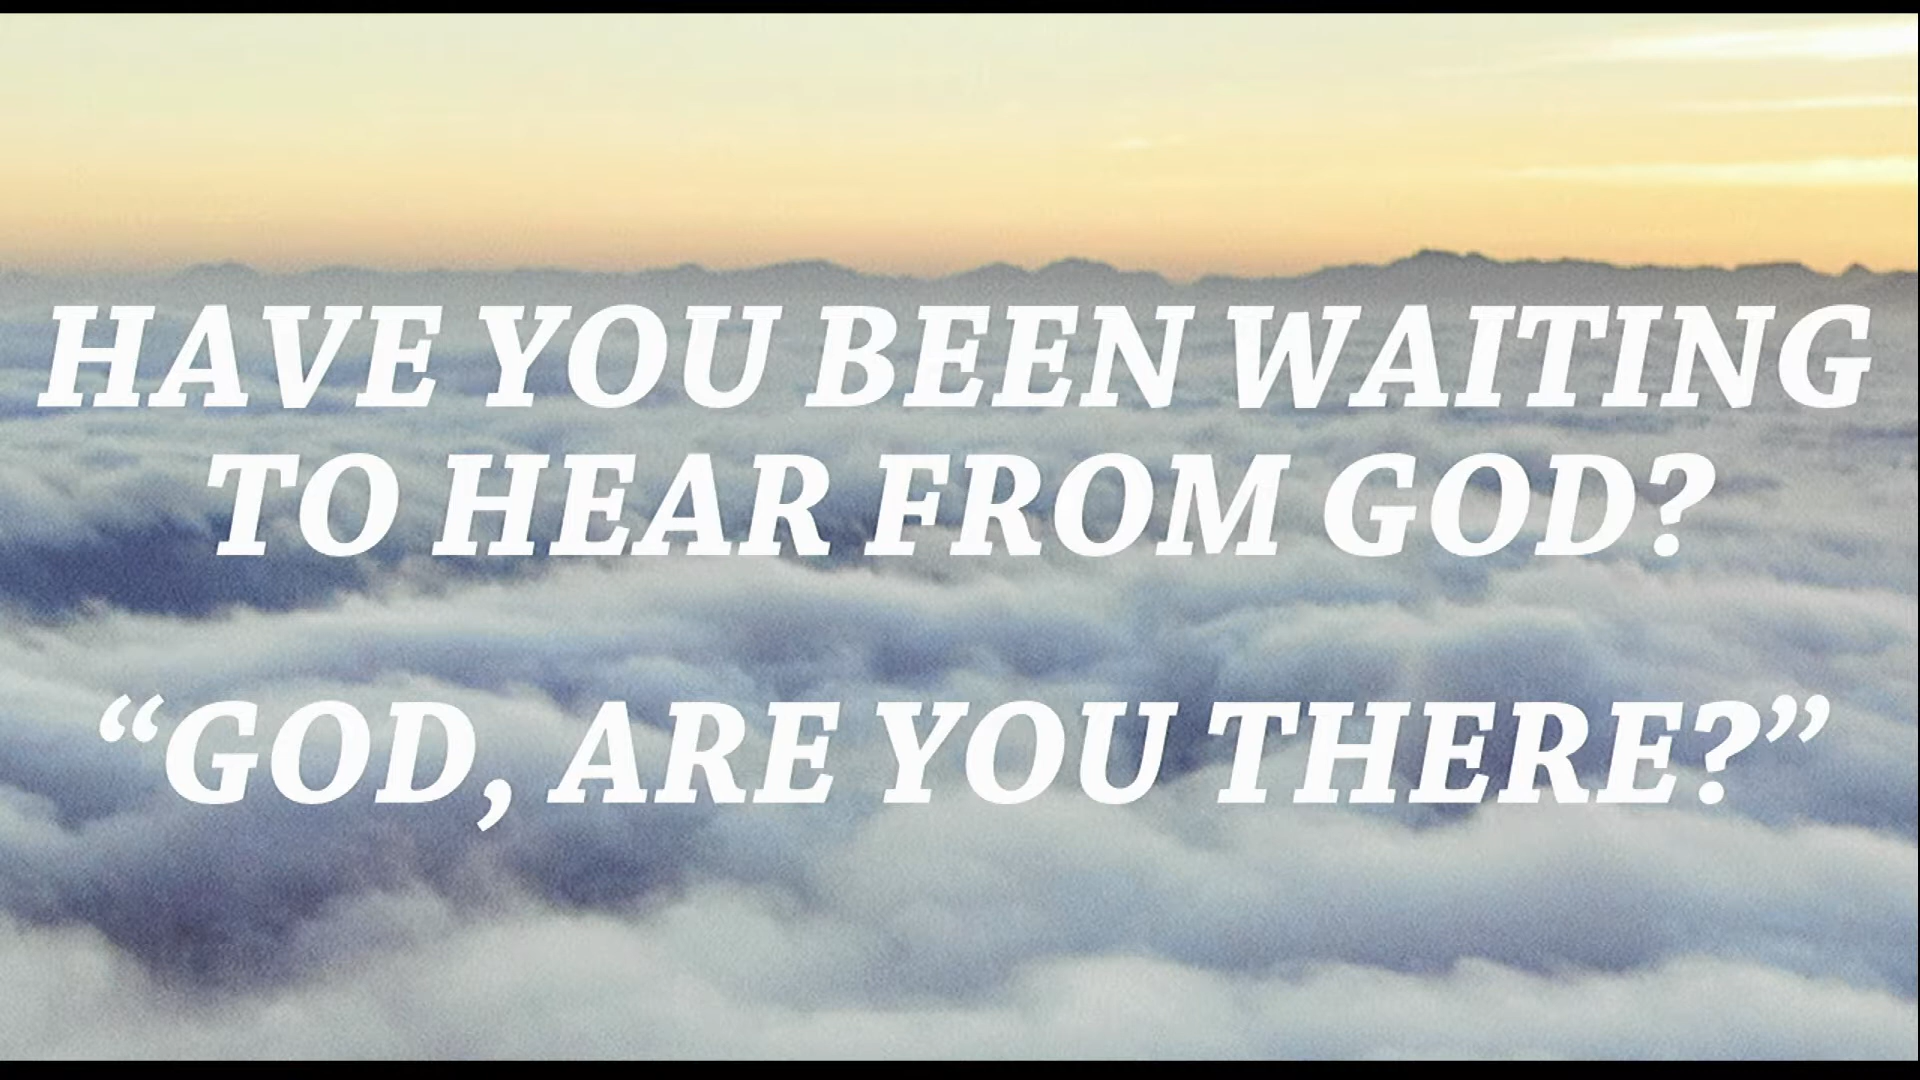 HAVE YOU BEEN WAITING
TO HEAR FROM GOD?
“GOD, ARE YOU THERE?”